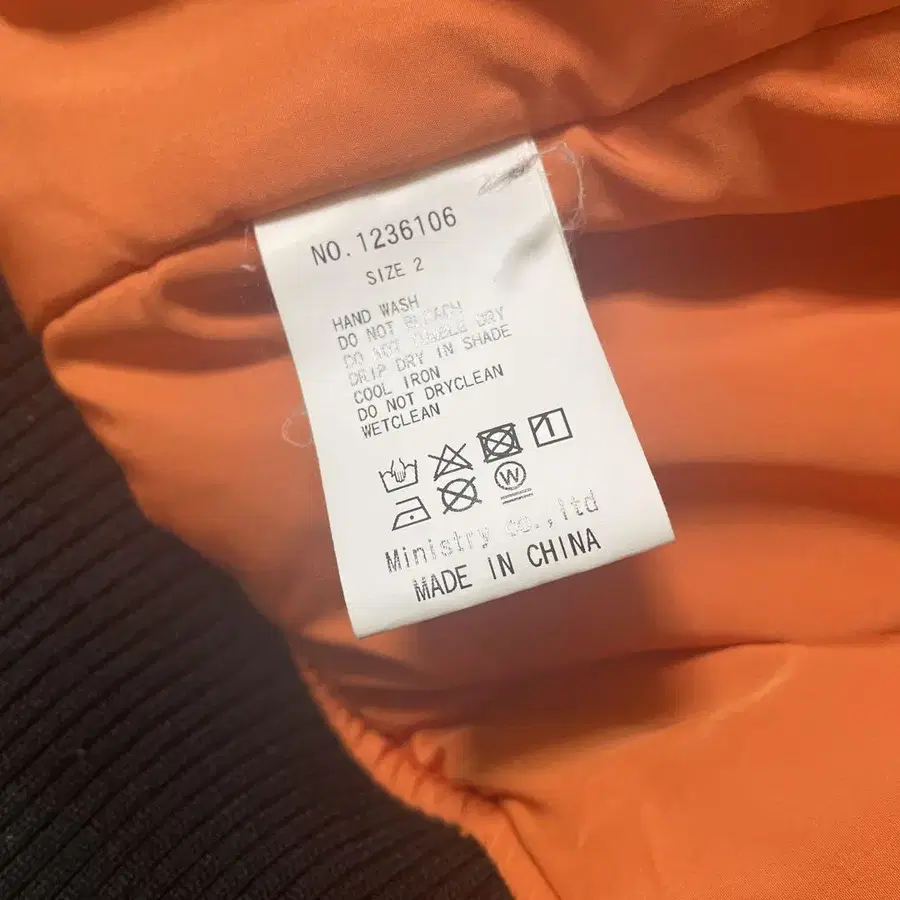 NO.1236106
SIZE 2
HAND WASH
DO NOT BLEACH
DO NOT TUMBLE DRY
DRIP DRY IN SHADE
COOL IRON
DO NOT DRYCLEAN
WETCLEAN
W
Ministry co.,ltd
MADE IN CHINA